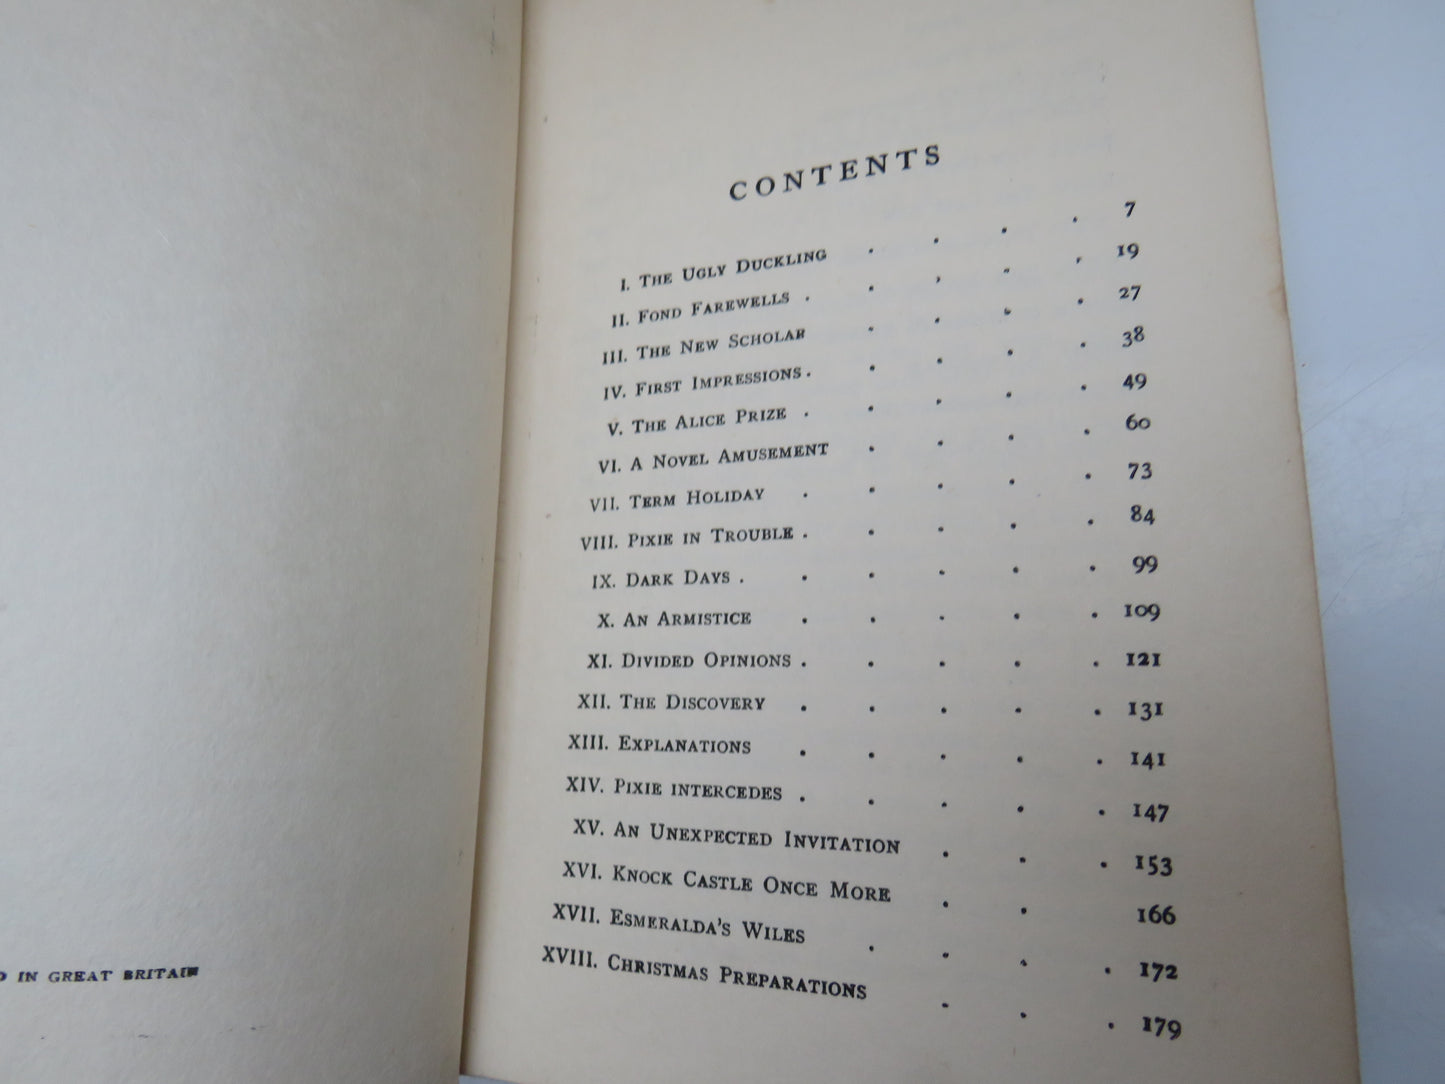 D IN GREAT BRITAIN
CONTENTS
I. THE UGLY DUCKLING . . . . 7
II. FOND FAREWELLS . . . . . 19
III. THE NEW SCHOLAR . . . . 27
IV. FIRST IMPRESSIONS . . . . . 38
V. THE ALICE PRIZE . . . . . 49
VI. A NOVEL AMUSEMENT . . . . 60
VII. TERM HOLIDAY . . . . . 73
VIII. PIXIE IN TROUBLE . . . . . 84
IX. DARK DAYS . . . . . . 99
X. AN ARMISTICE . . . . . 109
XI. DIVIDED OPINIONS . . . . . 121
XII. THE DISCOVERY . . . . . 131
XIII. EXPLANATIONS . . . . . 141
XIV. PIXIE INTERCEDES . . . . . 147
XV. AN UNEXPECTED INVITATION . . . 153
XVI. KNOCK CASTLE ONCE MORE . . 166
XVII. ESMERALDA'S WILES . . . . 172
XVIII. CHRISTMAS PREPARATIONS . . . 179